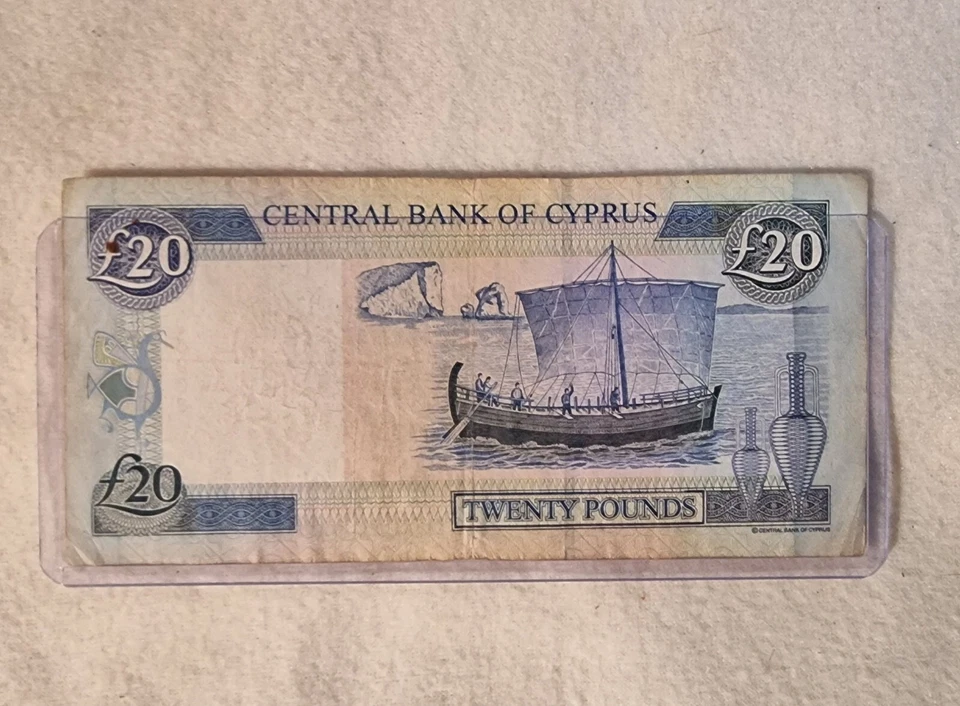 CENTRAL BANK OF CYPRUS
£20
£20
£20
TWENTY POUNDS
© CENTRAL BANK OF CYPRUS